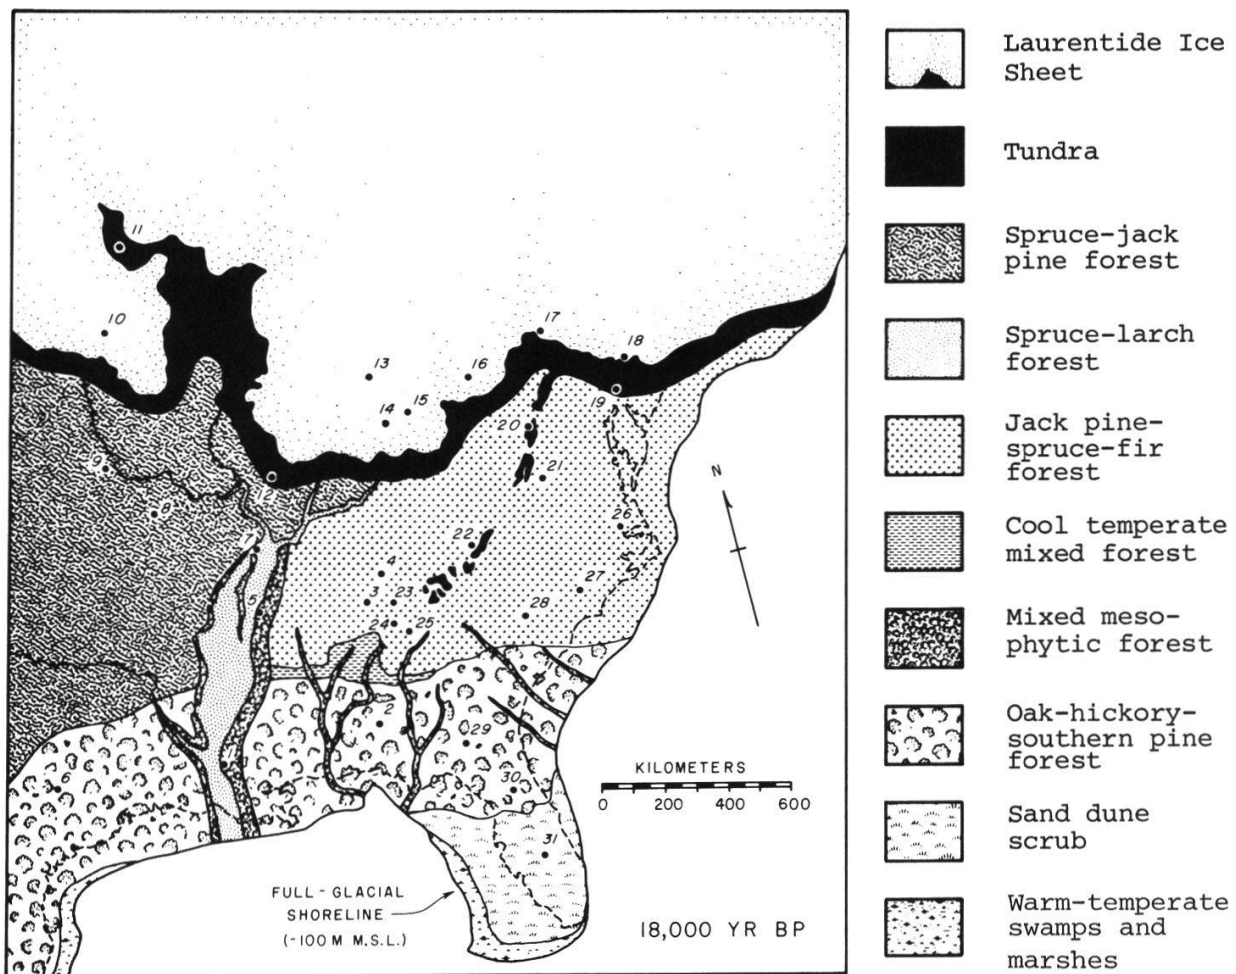 11
10
17
18
13
16
15
14
19
20
9
12
21
8
26
7
22
4
27
3
23
5
28
24
25
2
29
6
30
31
N
KILOMETERS
0 200 400 600
FULL-GLACIAL
SHORELINE
(-100 M M.S.L.)
18,000 YR BP
Laurentide Ice
Sheet
Tundra
Spruce-jack
pine forest
Spruce-larch
forest
Jack pine-
spruce-fir
forest
Cool temperate
mixed forest
Mixed meso-
phytic forest
Oak-hickory-
southern pine
forest
Sand dune
scrub
Warm-temperate
swamps and
marshes